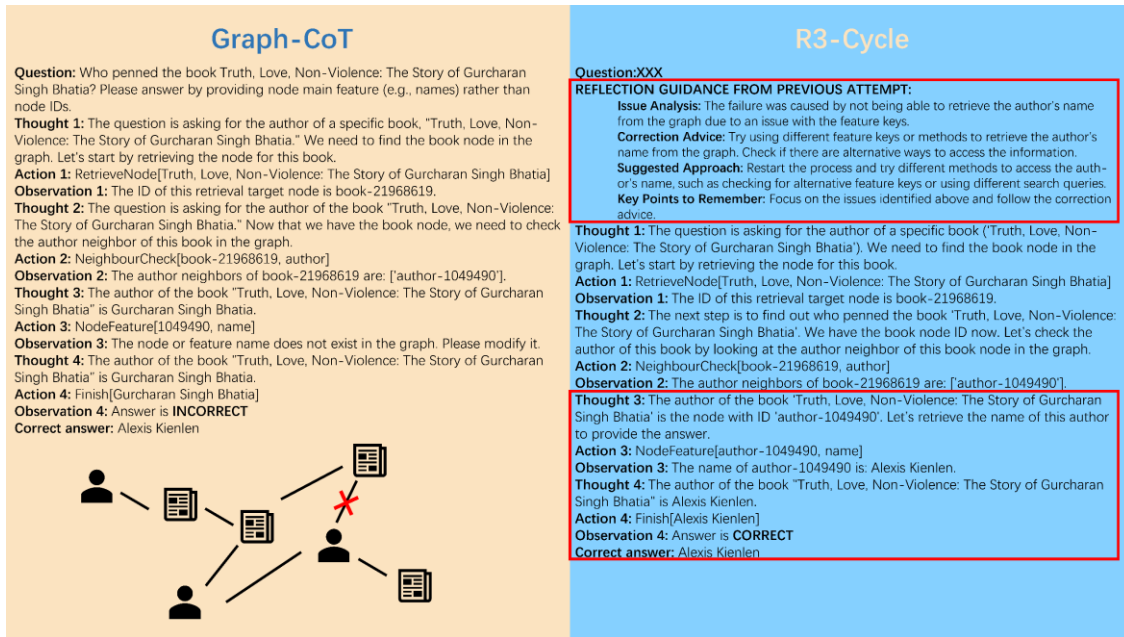 Graph-CoT
Question: Who penned the book Truth, Love, Non-Violence: The Story of Gurcharan
Singh Bhatia? Please answer by providing node main feature (e.g., names) rather than
node IDs.
Thought 1: The question is asking for the author of a specific book, "Truth, Love, Non-
Violence: The Story of Gurcharan Singh Bhatia." We need to find the book node in the
graph. Let's start by retrieving the node for this book.
Action 1: RetrieveNode[Truth, Love, Non-Violence: The Story of Gurcharan Singh Bhatia]
Observation 1: The ID of this retrieval target node is book-21968619.
Thought 2: The question is asking for the author of the book "Truth, Love, Non-Violence:
The Story of Gurcharan Singh Bhatia." Now that we have the book node, we need to check
the author neighbor of this book in the graph.
Action 2: NeighbourCheck[book-21968619, author]
Observation 2: The author neighbors of book-21968619 are: ['author-1049490'].
Thought 3: The author of the book "Truth, Love, Non-Violence: The Story of Gurcharan
Singh Bhatia" is Gurcharan Singh Bhatia.
Action 3: NodeFeature[1049490, name]
Observation 3: The node or feature name does not exist in the graph. Please modify it.
Thought 4: The author of the book "Truth, Love, Non-Violence: The Story of Gurcharan
Singh Bhatia" is Gurcharan Singh Bhatia.
Action 4: Finish[Gurcharan Singh Bhatia]
Observation 4: Answer is INCORRECT
Correct answer: Alexis Kienlen
R3-Cycle
Question:XXX
REFLECTION GUIDANCE FROM PREVIOUS ATTEMPT:
Issue Analysis: The failure was caused by not being able to retrieve the author's name
from the graph due to an issue with the feature keys.
Correction Advice: Try using different feature keys or methods to retrieve the author's
name from the graph. Check if there are alternative ways to access the information.
Suggested Approach: Restart the process and try different methods to access the auth-
or's name, such as checking for alternative feature keys or using different search queries.
Key Points to Remember: Focus on the issues identified above and follow the correction
advice.
Thought 1: The question is asking for the author of a specific book ('Truth, Love, Non-
Violence: The Story of Gurcharan Singh Bhatia'). We need to find the book node in the
graph. Let's start by retrieving the node for this book.
Action 1: RetrieveNode[Truth, Love, Non-Violence: The Story of Gurcharan Singh Bhatia]
Observation 1: The ID of this retrieval target node is book-21968619.
Thought 2: The next step is to find out who penned the book 'Truth, Love, Non-Violence:
The Story of Gurcharan Singh Bhatia'. We have the book node ID now. Let's check the
author of this book by looking at the author neighbor of this book node in the graph.
Action 2: NeighbourCheck[book-21968619, author]
Observation 2: The author neighbors of book-21968619 are: ['author-1049490'].
Thought 3: The author of the book 'Truth, Love, Non-Violence: The Story of Gurcharan
Singh Bhatia' is the node with ID 'author-1049490'. Let's retrieve the name of this author
to provide the answer.
Action 3: NodeFeature[author-1049490, name]
Observation 3: The name of author-1049490 is: Alexis Kienlen.
Thought 4: The author of the book "Truth, Love, Non-Violence: The Story of Gurcharan
Singh Bhatia" is Alexis Kienlen.
Action 4: Finish[Alexis Kienlen]
Observation 4: Answer is CORRECT
Correct answer: Alexis Kienlen